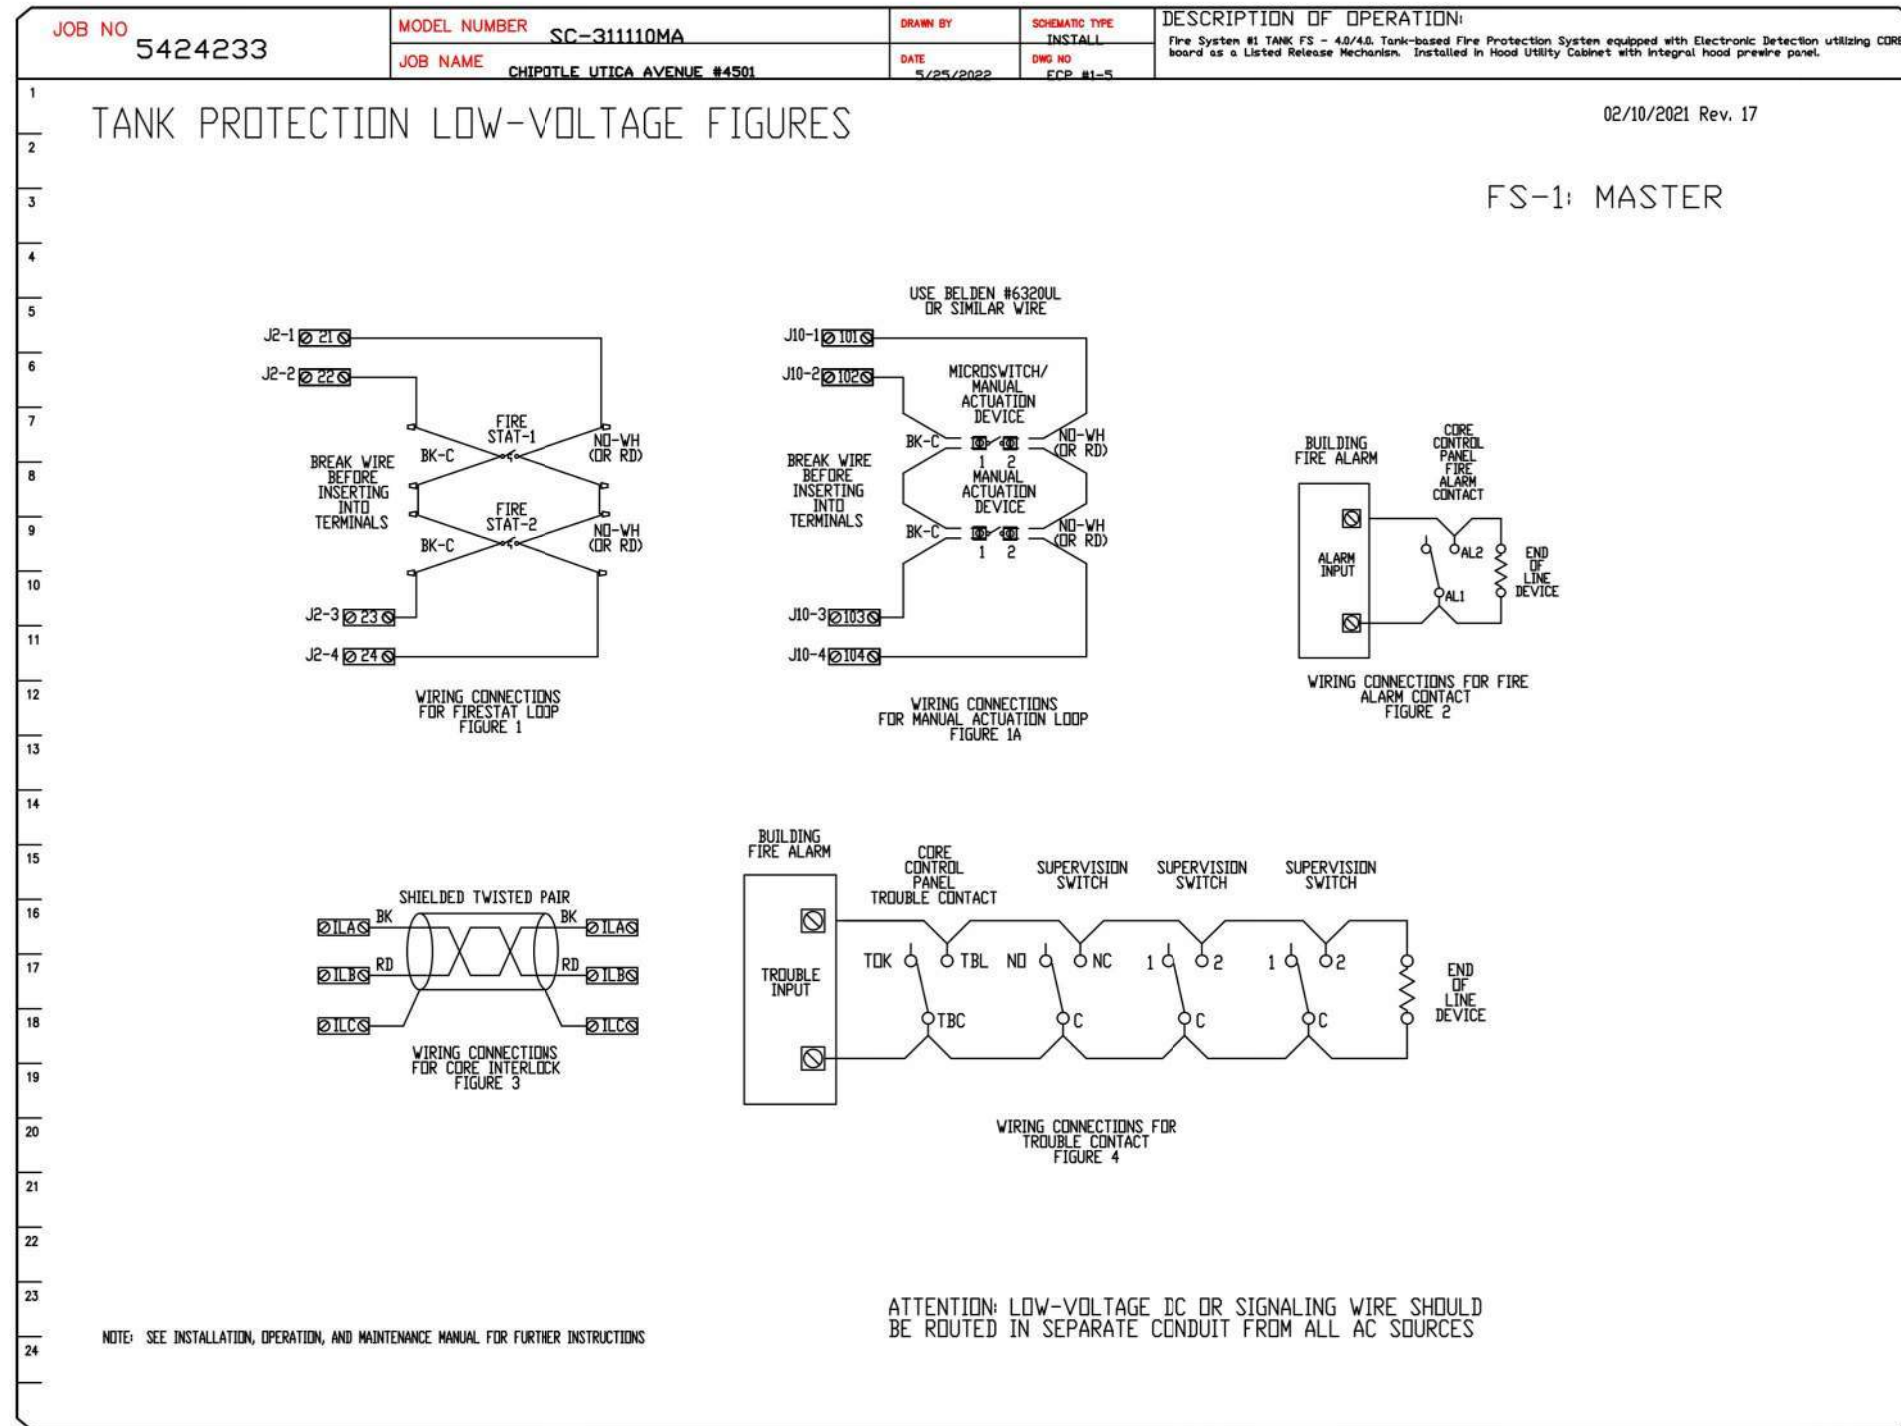 JOB NO
5424233
MODEL NUMBER SC-311110MA
JOB NAME CHIPOTLE UTICA AVENUE #4501
DRAWN BY
DATE
5/25/2022
SCHEMATIC TYPE
INSTALL
DWG NO
ECP #1-5
DESCRIPTION OF OPERATION:
Fire System #1 TANK FS - 4.0/4.0. Tank-based Fire Protection System equipped with Electronic Detection utilizing CORE
board as a Listed Release Mechanism. Installed in Hood Utility Cabinet with integral hood prewire panel.
1
2
3
4
5
6
7
8
9
10
11
12
13
14
15
16
17
18
19
20
21
22
23
24
TANK PROTECTION LOW-VOLTAGE FIGURES
02/10/2021 Rev. 17
FS-1: MASTER
J2-1 21
J2-2 22
FIRE
STAT-1
BK-C
NO-WH
(OR RD)
BREAK WIRE
BEFORE
INSERTING
INTO
TERMINALS
FIRE
STAT-2
BK-C
NO-WH
(OR RD)
J2-3 23
J2-4 24
WIRING CONNECTIONS
FOR FIRESTAT LOOP
FIGURE 1
USE BELDEN #6320UL
OR SIMILAR WIRE
J10-1 101
J10-2 102
MICROSWITCH/
MANUAL
ACTUATION
DEVICE
BK-C
NO-WH
(OR RD)
1 2
BREAK WIRE
BEFORE
INSERTING
INTO
TERMINALS
MANUAL
ACTUATION
DEVICE
BK-C
NO-WH
(OR RD)
1 2
J10-3 103
J10-4 104
WIRING CONNECTIONS
FOR MANUAL ACTUATION LOOP
FIGURE 1A
BUILDING
FIRE ALARM
CORE
CONTROL
PANEL
FIRE
ALARM
CONTACT
ALARM
INPUT
AL2
AL1
END
OF
LINE
DEVICE
WIRING CONNECTIONS FOR FIRE
ALARM CONTACT
FIGURE 2
SHIELDED TWISTED PAIR
ILA BK BK ILA
ILB RD RD ILB
ILC ILC
WIRING CONNECTIONS
FOR CORE INTERLOCK
FIGURE 3
BUILDING
FIRE ALARM
CORE
CONTROL
PANEL
TROUBLE CONTACT
SUPERVISION
SWITCH
SUPERVISION
SWITCH
SUPERVISION
SWITCH
TROUBLE
INPUT
TOK TBL NO NC 1 2 1 2
TBC C C C
END
OF
LINE
DEVICE
WIRING CONNECTIONS FOR
TROUBLE CONTACT
FIGURE 4
NOTE: SEE INSTALLATION, OPERATION, AND MAINTENANCE MANUAL FOR FURTHER INSTRUCTIONS
ATTENTION: LOW-VOLTAGE DC OR SIGNALING WIRE SHOULD
BE ROUTED IN SEPARATE CONDUIT FROM ALL AC SOURCES